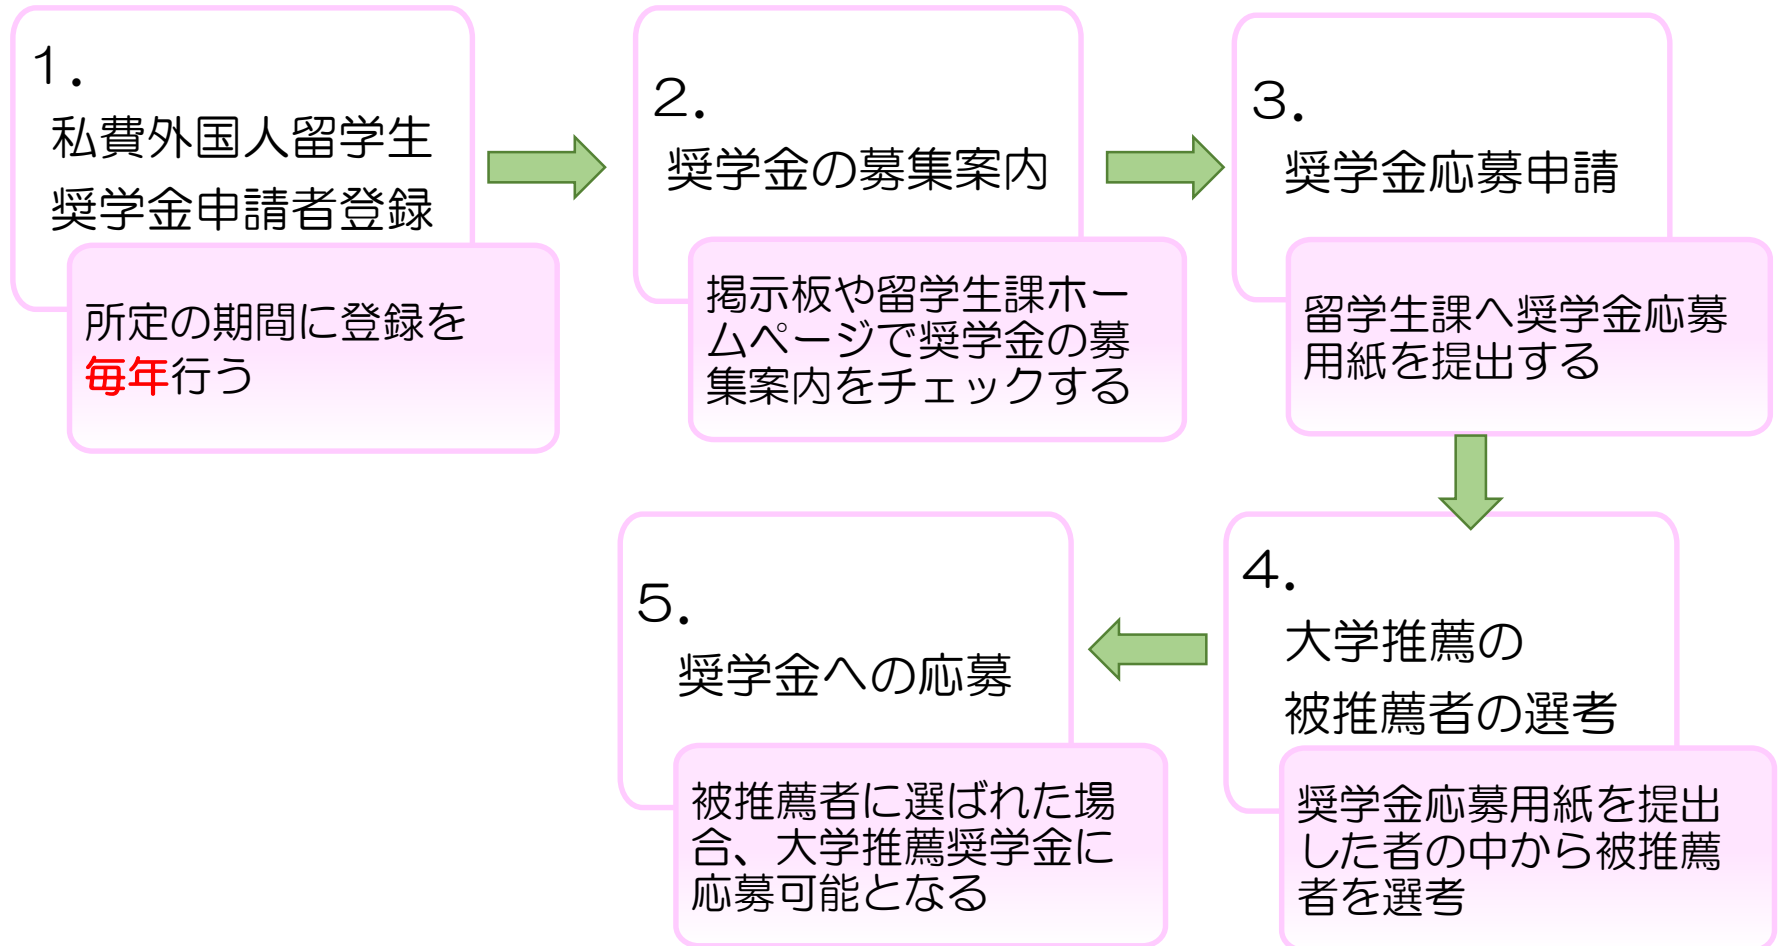 １．
私費外国人留学生
奨学金申請者登録
所定の期間に登録を
毎年行う
２．
奨学金の募集案内
掲示板や留学生課ホー
ムページで奨学金の募
集案内をチェックする
３．
奨学金応募申請
留学生課へ奨学金応募
用紙を提出する
４．
大学推薦の
被推薦者の選考
奨学金応募用紙を提出
した者の中から被推薦
者を選考
５．
奨学金への応募
被推薦者に選ばれた場
合、大学推薦奨学金に
応募可能となる